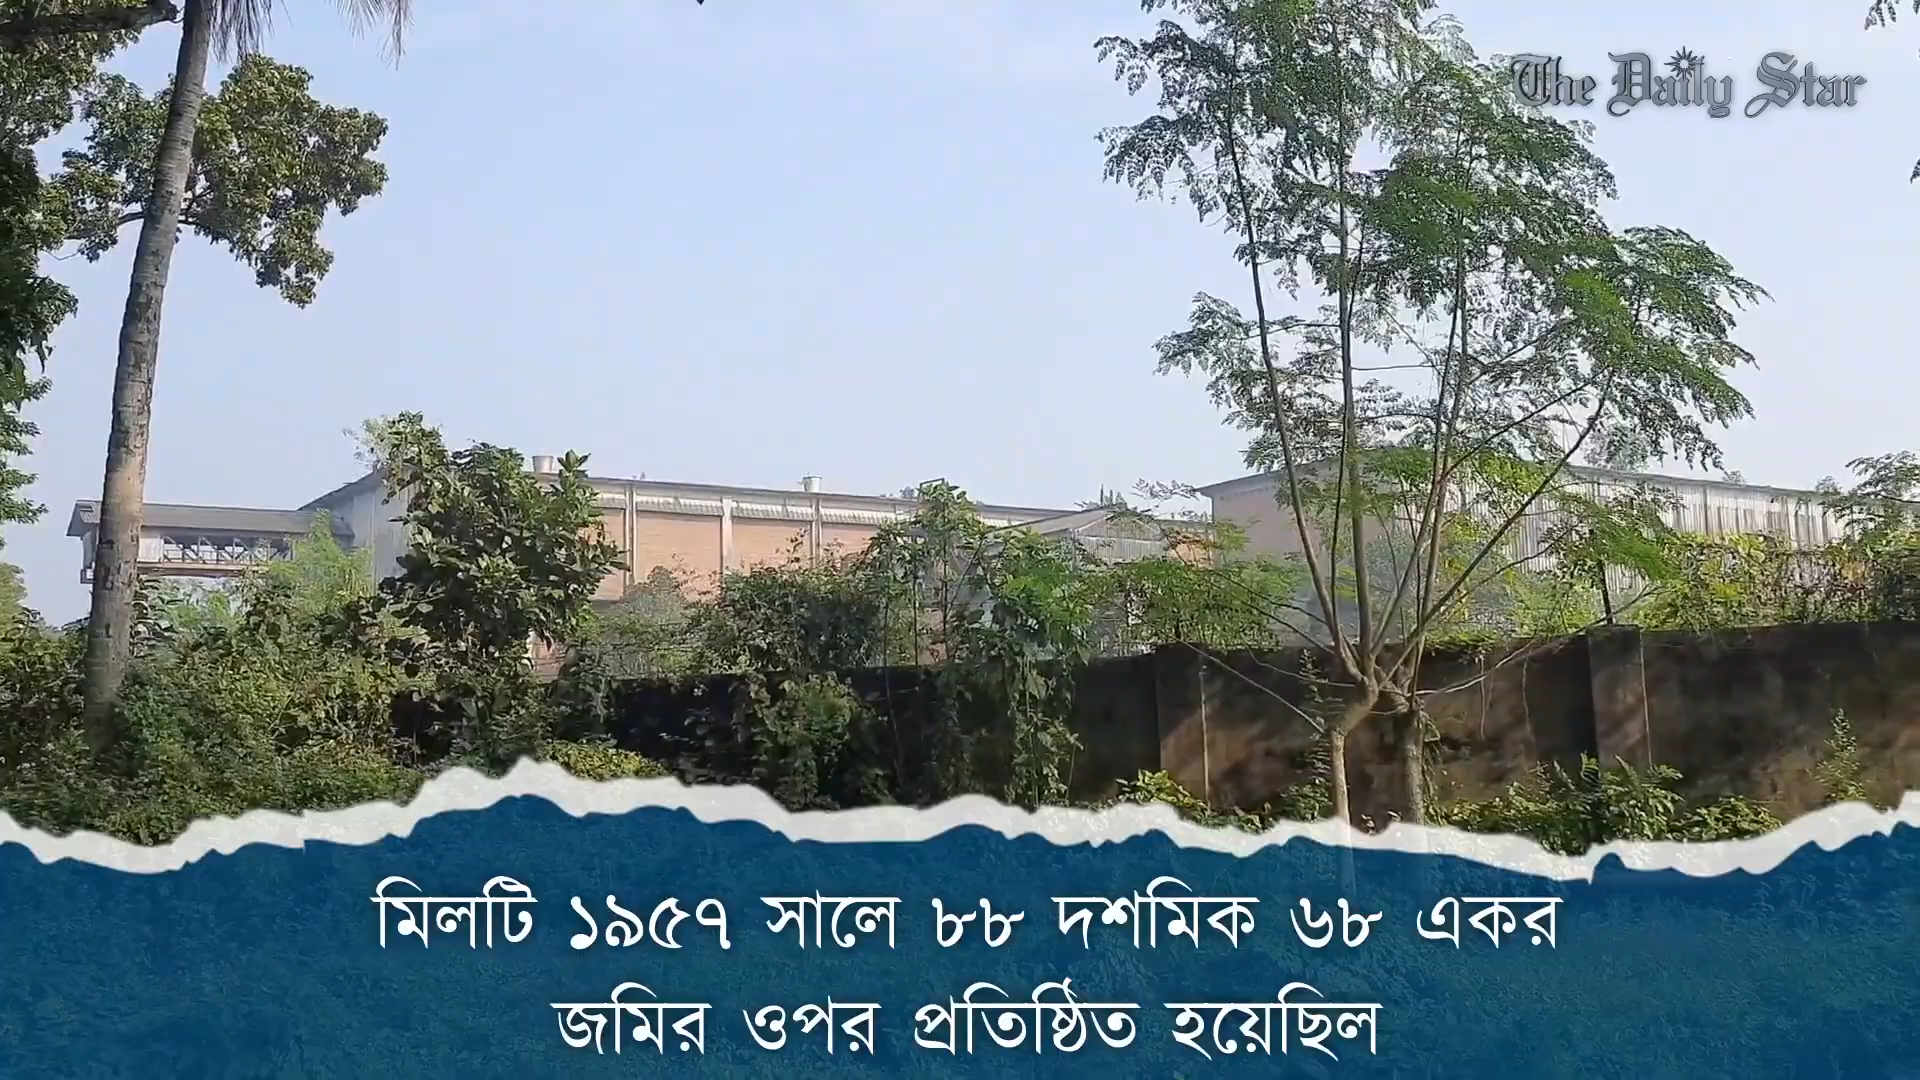 The Daily Star
মিলটি ১৯৫৭ সালে ৮৮ দশমিক ৬৮ একর
জমির ওপর প্রতিষ্ঠিত হয়েছিল